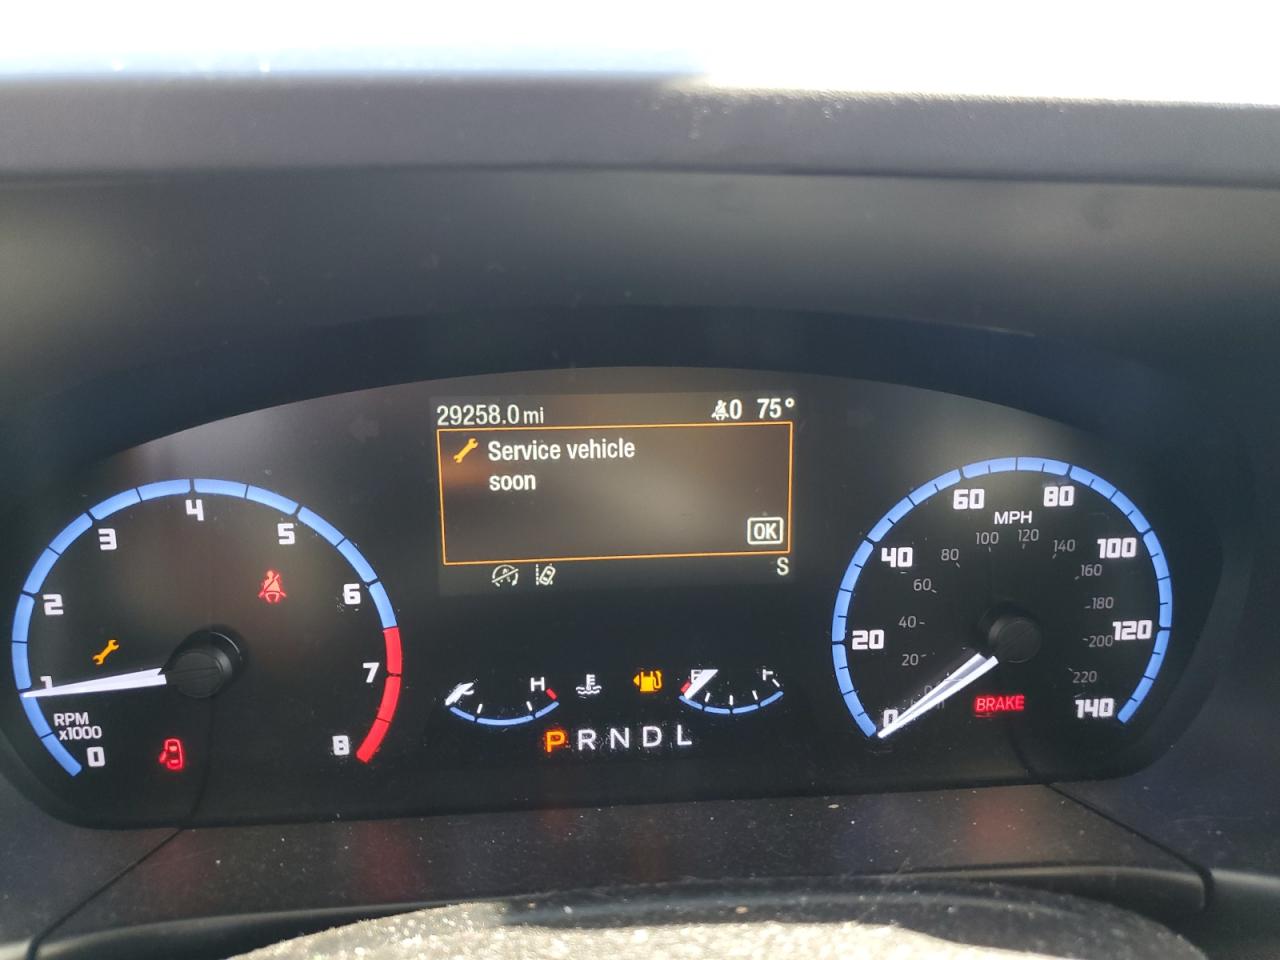 29258.0 mi
0 75°
Service vehicle
soon
OK
S
1 2 3 4 5 6 7 8
RPM
x1000
0
H
E
P R N D L
0 20 40 60 80 100 120 140
MPH
20 40 60 80 100 120 140 160 180 200 220
BRAKE